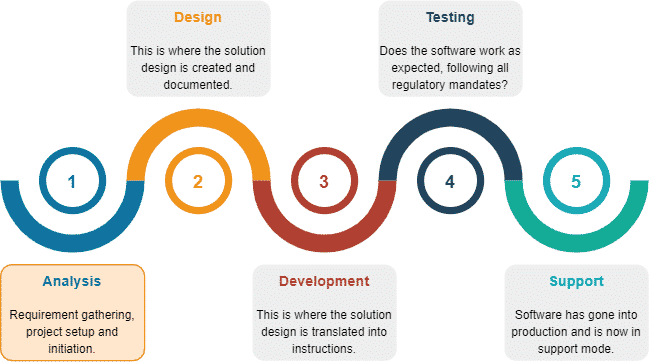 Design
This is where the solution
design is created and
documented.
Testing
Does the software work as
expected, following all
regulatory mandates?
1
2
3
4
5
Analysis
Requirement gathering,
project setup and
initiation.
Development
This is where the solution
design is translated into
instructions.
Support
Software has gone into
production and is now in
support mode.